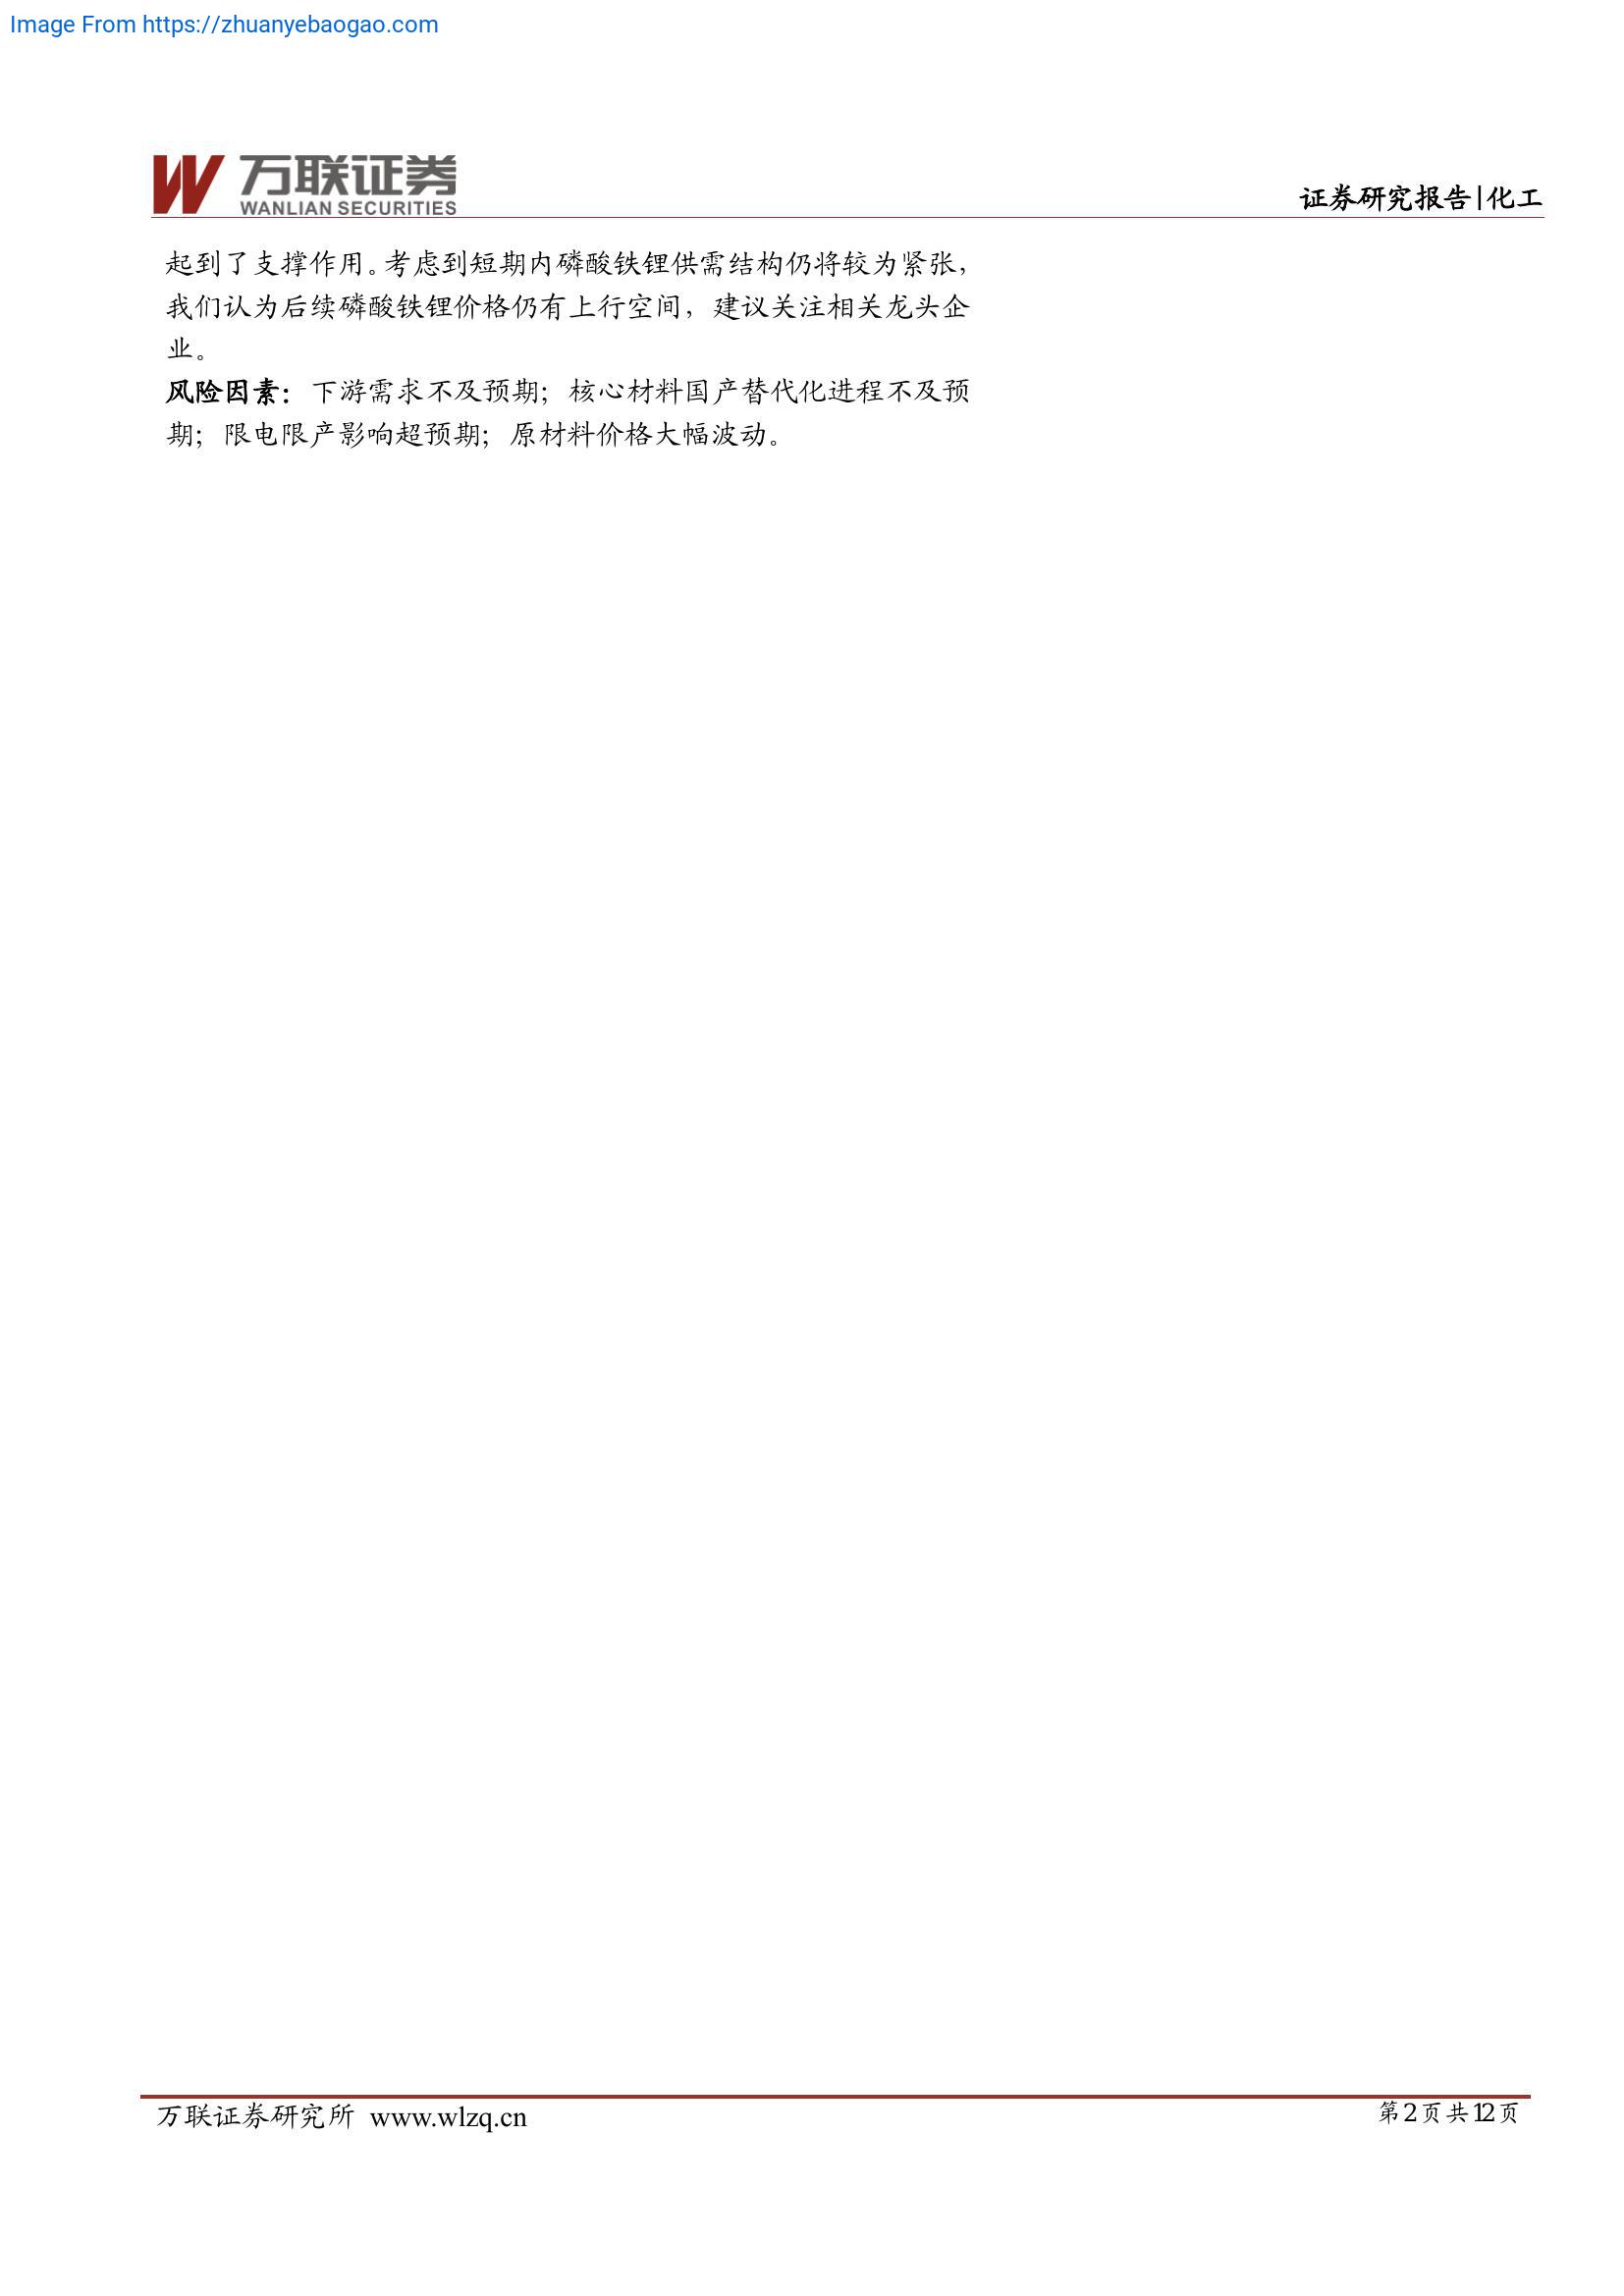 Image From https://zhuanyebaogao.com
万联证券
WANLIAN SECURITIES
证券研究报告|化工
起到了支撑作用。考虑到短期内磷酸铁锂供需结构仍将较为紧张，
我们认为后续磷酸铁锂价格仍有上行空间，建议关注相关龙头企
业。
风险因素：下游需求不及预期；核心材料国产替代化进程不及预
期；限电限产影响超预期；原材料价格大幅波动。
万联证券研究所 www.wlzq.cn
第2页共12页